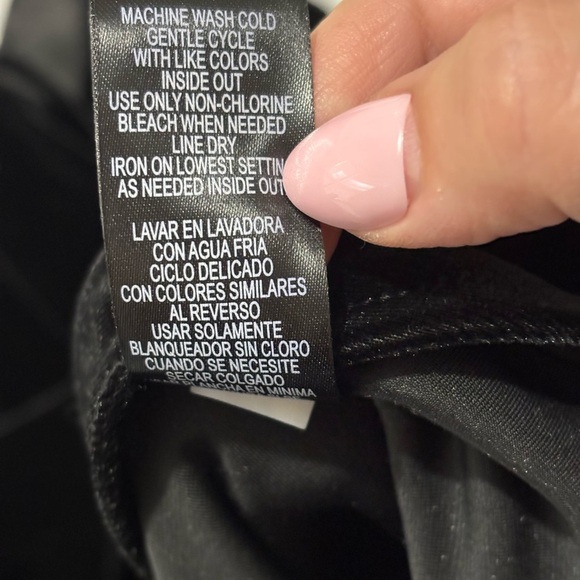 MACHINE WASH COLD
GENTLE CYCLE
WITH LIKE COLORS
INSIDE OUT
USE ONLY NON-CHLORINE
BLEACH WHEN NEEDED
LINE DRY
IRON ON LOWEST SETTIN
AS NEEDED INSIDE OUT
LAVAR EN LAVADORA
CON AGUA FRIA
CICLO DELICADO
CON COLORES SIMILARES
AL REVERSO
USAR SOLAMENTE
BLANQUEADOR SIN CLORO
CUANDO SE NECESITE
SECAR COLGADO
EN MINIMA